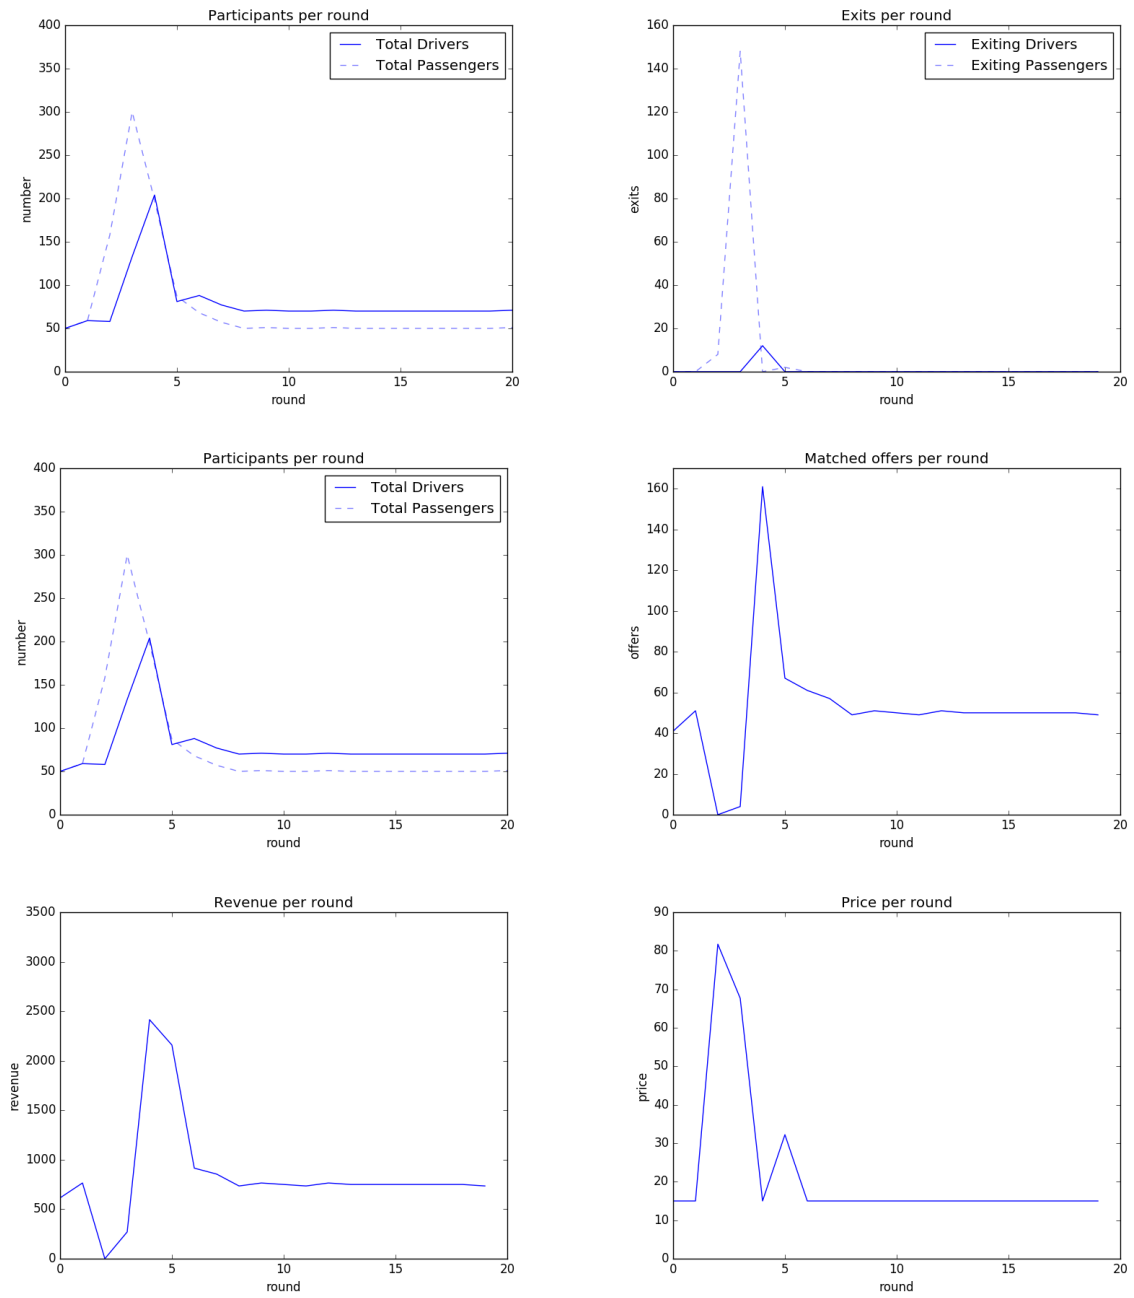 Participants per round
400
350
300
250
200
150
100
50
0
number
Total Drivers
Total Passengers
0 5 10 15 20
round
Exits per round
160
140
120
100
80
60
40
20
0
exits
Exiting Drivers
Exiting Passengers
0 5 10 15 20
round
Participants per round
400
350
300
250
200
150
100
50
0
number
Total Drivers
Total Passengers
0 5 10 15 20
round
Matched offers per round
160
140
120
100
80
60
40
20
0
offers
0 5 10 15 20
round
Revenue per round
3500
3000
2500
2000
1500
1000
500
0
revenue
0 5 10 15 20
round
Price per round
90
80
70
60
50
40
30
20
10
0
price
0 5 10 15 20
round